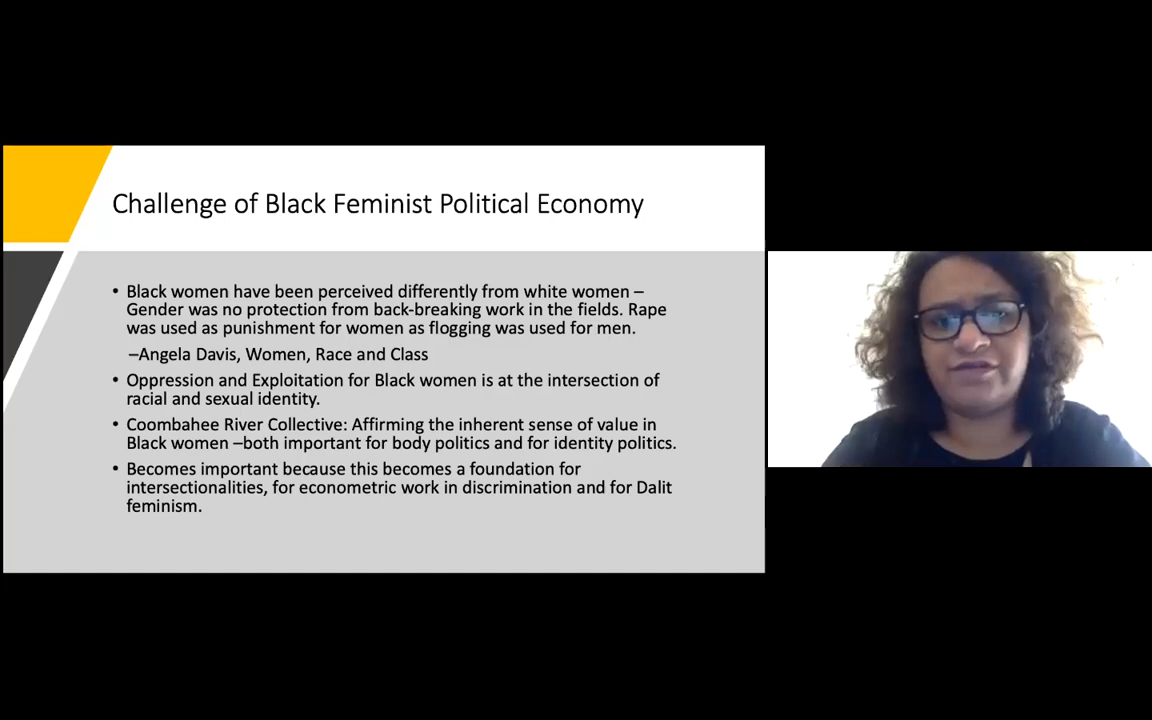 Challenge of Black Feminist Political Economy
• Black women have been perceived differently from white women –
Gender was no protection from back-breaking work in the fields. Rape
was used as punishment for women as flogging was used for men.
–Angela Davis, Women, Race and Class
• Oppression and Exploitation for Black women is at the intersection of
racial and sexual identity.
• Coombahee River Collective: Affirming the inherent sense of value in
Black women –both important for body politics and for identity politics.
• Becomes important because this becomes a foundation for
intersectionalities, for econometric work in discrimination and for Dalit
feminism.